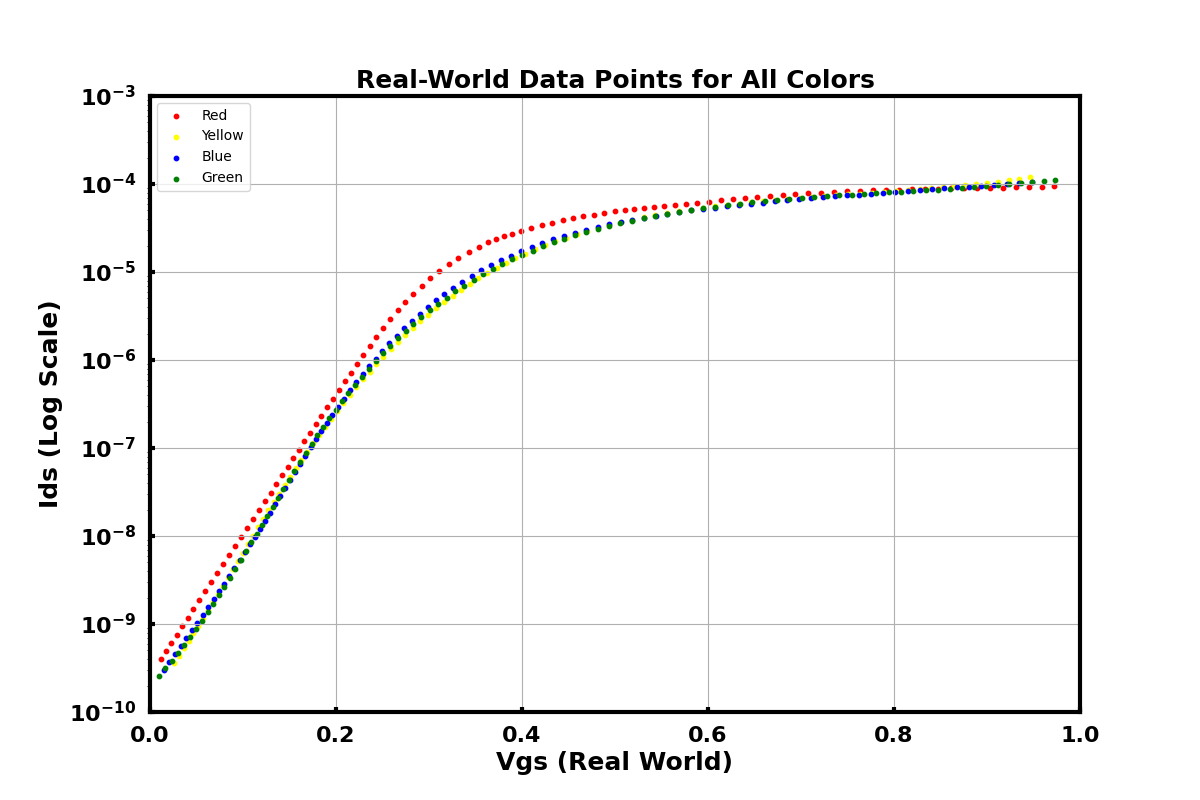 Real-World Data Points for All Colors
10⁻³
10⁻⁴
10⁻⁵
10⁻⁶
10⁻⁷
10⁻⁸
10⁻⁹
10⁻¹⁰
Ids (Log Scale)
Red
Yellow
Blue
Green
0.0 0.2 0.4 0.6 0.8 1.0
Vgs (Real World)